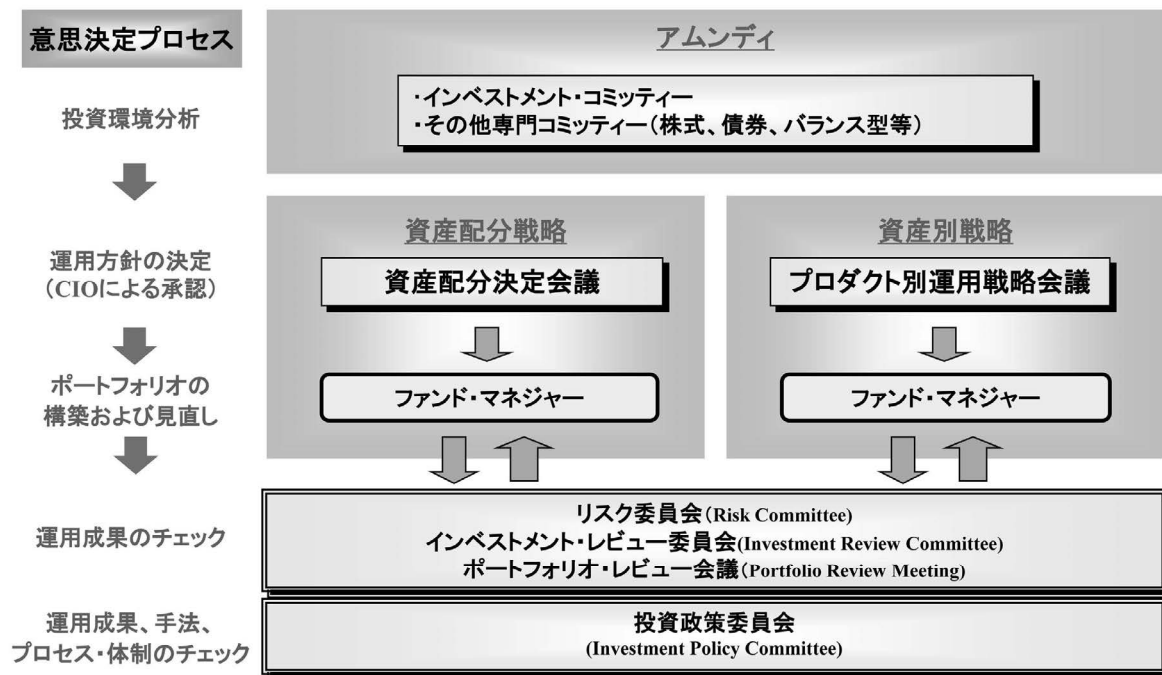 意思決定プロセス
アムンディ
投資環境分析
・インベストメント・コミッティー
・その他専門コミッティー（株式、債券、バランス型等）
資産配分戦略
資産別戦略
運用方針の決定
（CIOによる承認）
資産配分決定会議
プロダクト別運用戦略会議
ポートフォリオの
構築および見直し
ファンド・マネジャー
ファンド・マネジャー
運用成果のチェック
リスク委員会(Risk Committee)
インベストメント・レビュー委員会(Investment Review Committee)
ポートフォリオ・レビュー会議(Portfolio Review Meeting)
運用成果、手法、
プロセス・体制のチェック
投資政策委員会
(Investment Policy Committee)